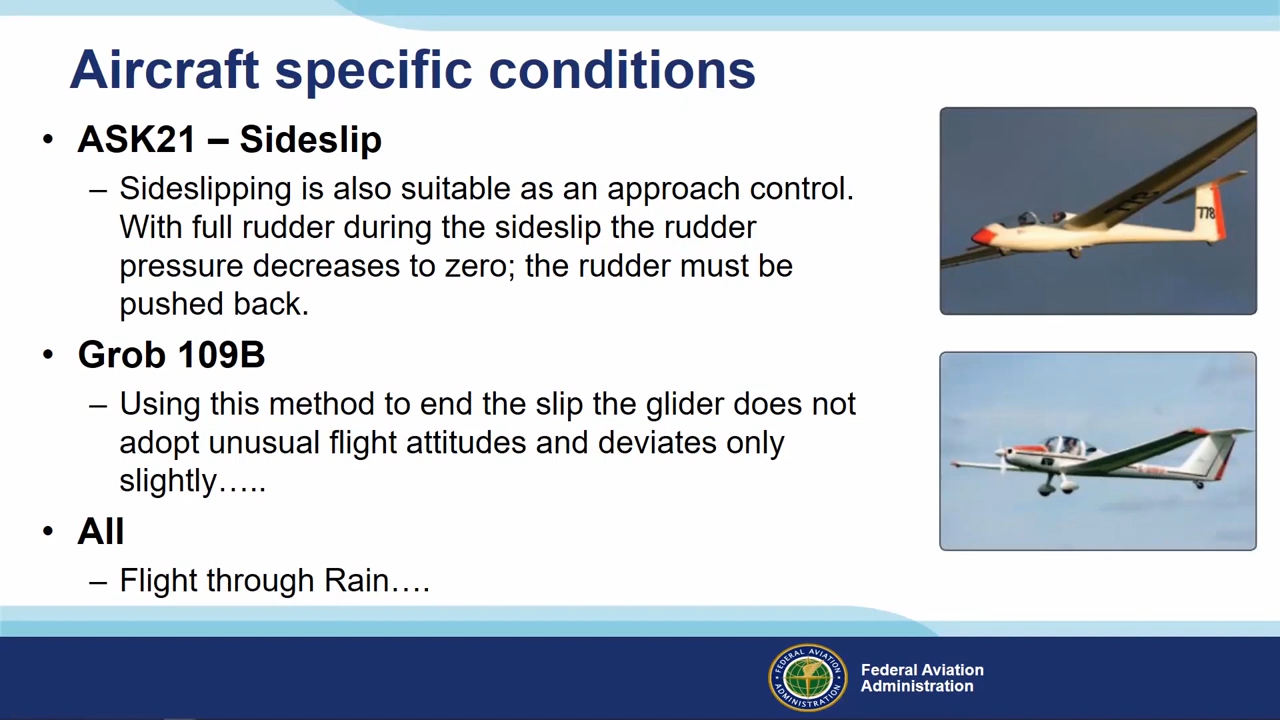 Aircraft specific conditions
• ASK21 – Sideslip
– Sideslipping is also suitable as an approach control.
With full rudder during the sideslip the rudder
pressure decreases to zero; the rudder must be
pushed back.
• Grob 109B
– Using this method to end the slip the glider does not
adopt unusual flight attitudes and deviates only
slightly…..
• All
– Flight through Rain….
778
FEDERAL AVIATION
ADMINISTRATION
Federal Aviation
Administration